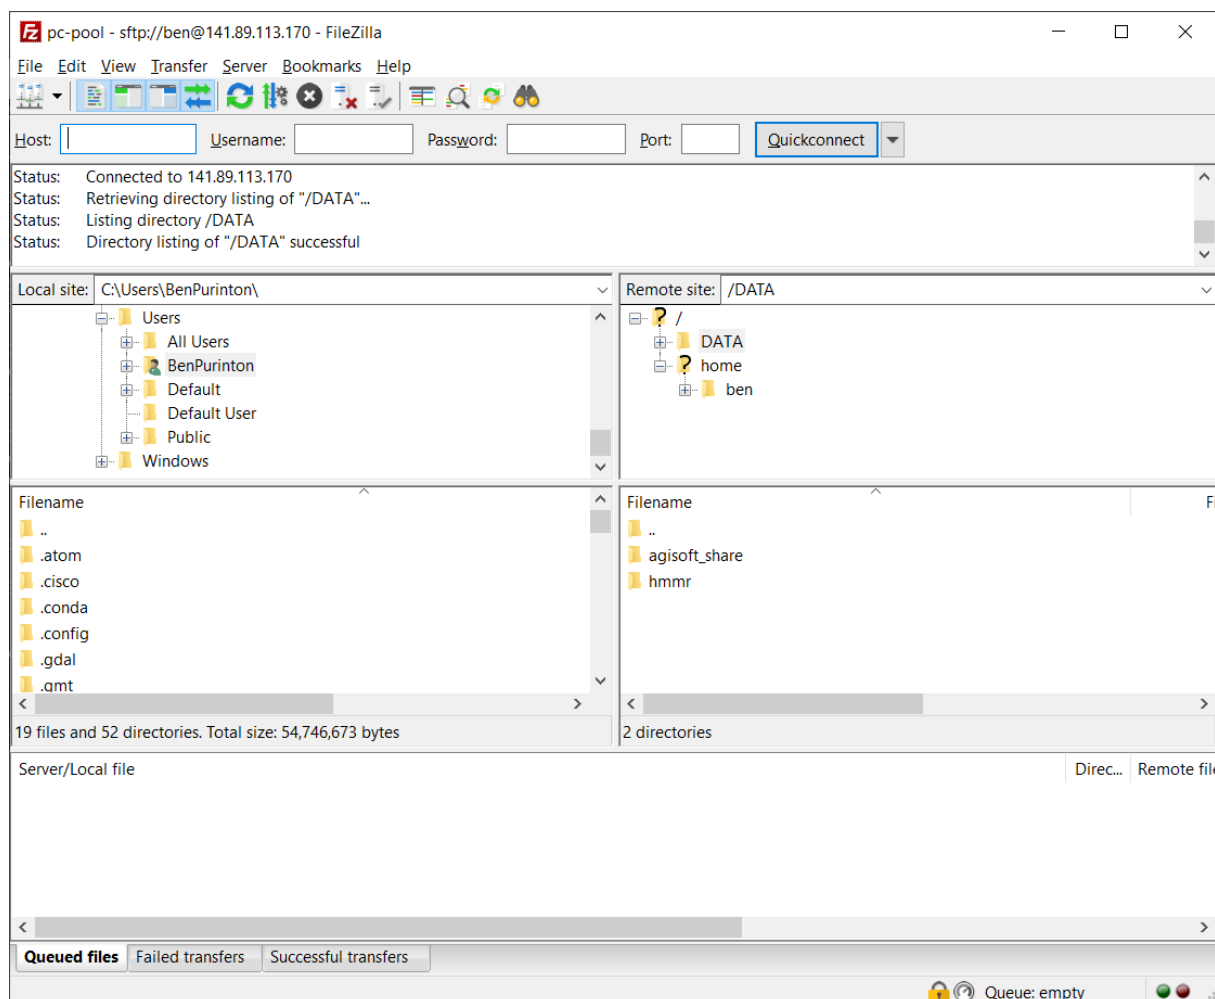 pc-pool - sftp://ben@141.89.113.170 - FileZilla
File Edit View Transfer Server Bookmarks Help
Host: Username: Password: Port: Quickconnect
Status: Connected to 141.89.113.170
Status: Retrieving directory listing of "/DATA"...
Status: Listing directory /DATA
Status: Directory listing of "/DATA" successful
Local site: C:\Users\BenPurinton\
Users
All Users
BenPurinton
Default
Default User
Public
Windows
Remote site: /DATA
/
DATA
home
ben
Filename
..
.atom
.cisco
.conda
.config
.gdal
.gmt
19 files and 52 directories. Total size: 54,746,673 bytes
Filename
..
agisoft_share
hmmr
2 directories
Server/Local file Direc... Remote file
Queued files Failed transfers Successful transfers
Queue: empty